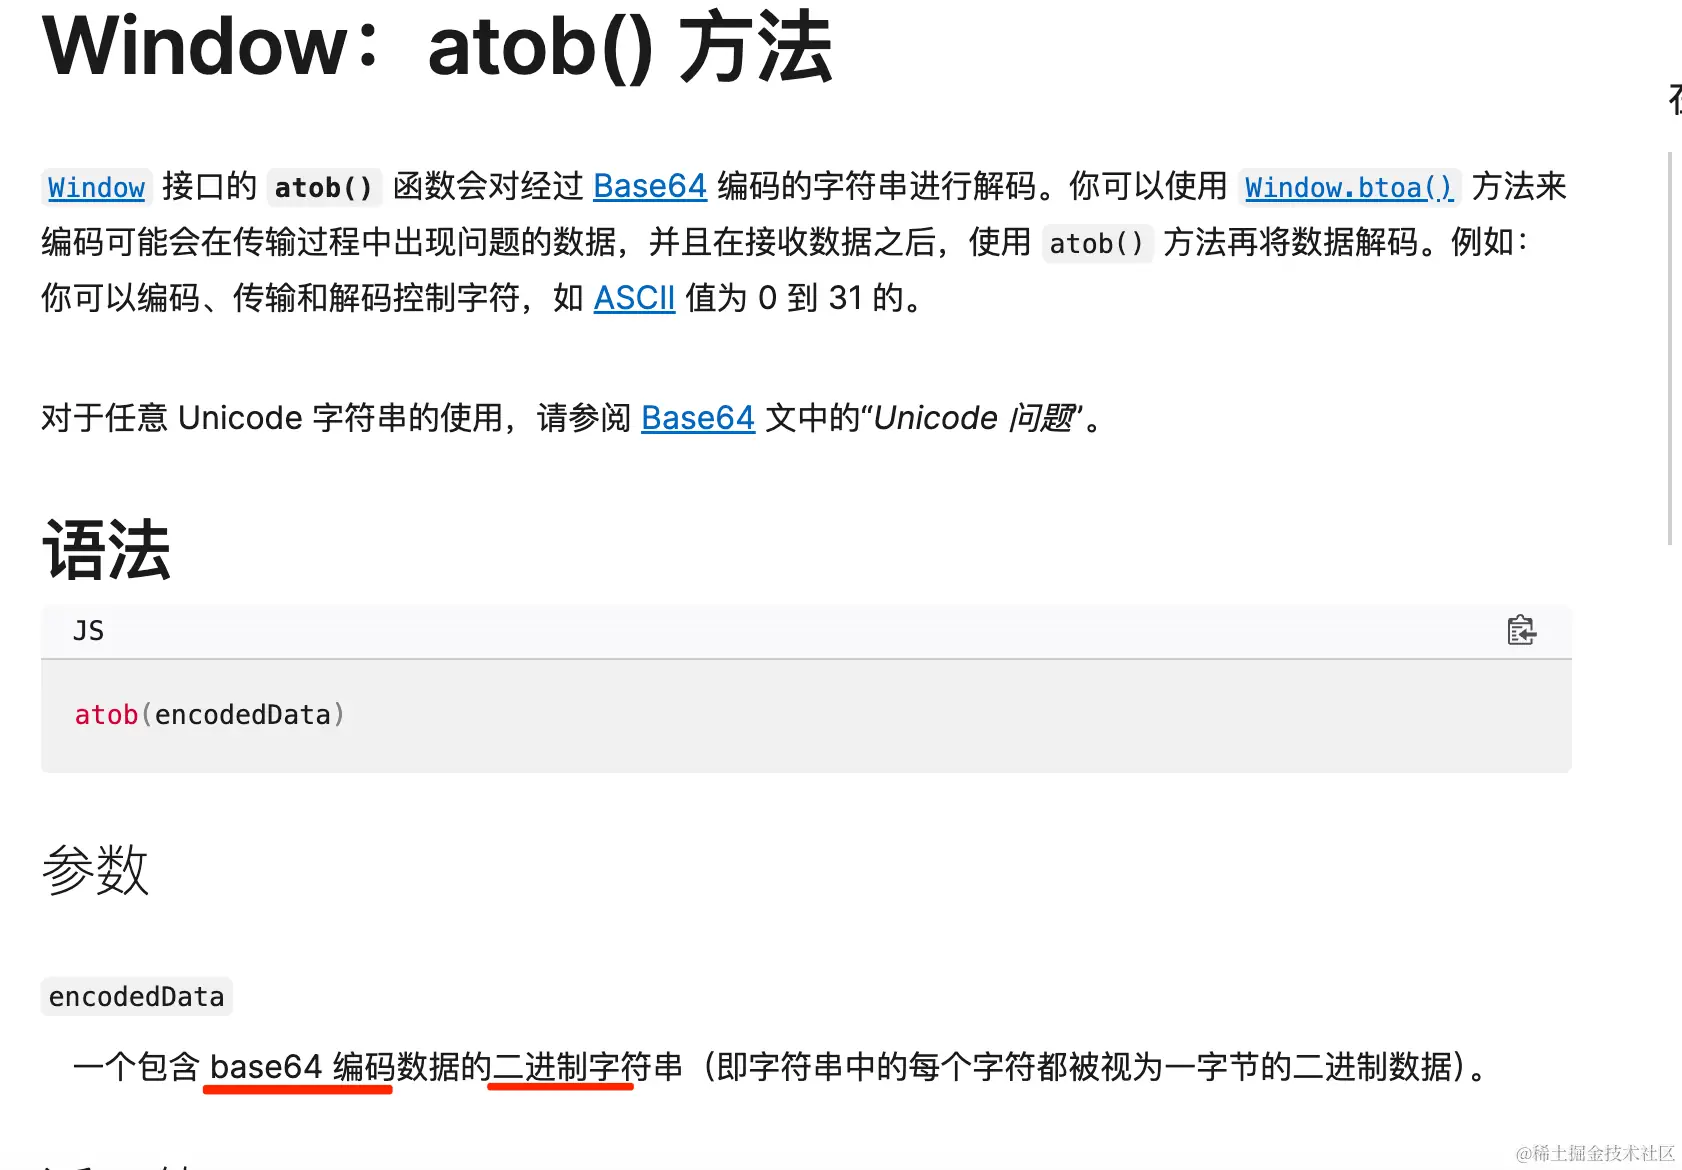 Window：atob() 方法
Window 接口的 atob() 函数会对经过 Base64 编码的字符串进行解码。你可以使用 Window.btoa() 方法来
编码可能会在传输过程中出现问题的数据，并且在接收数据之后，使用 atob() 方法再将数据解码。例如：
你可以编码、传输和解码控制字符，如 ASCII 值为 0 到 31 的。
对于任意 Unicode 字符串的使用，请参阅 Base64 文中的“Unicode 问题”。
语法
JS
atob(encodedData)
参数
encodedData
一个包含 base64 编码数据的二进制字符串（即字符串中的每个字符都被视为一字节的二进制数据）。
@稀土掘金技术社区